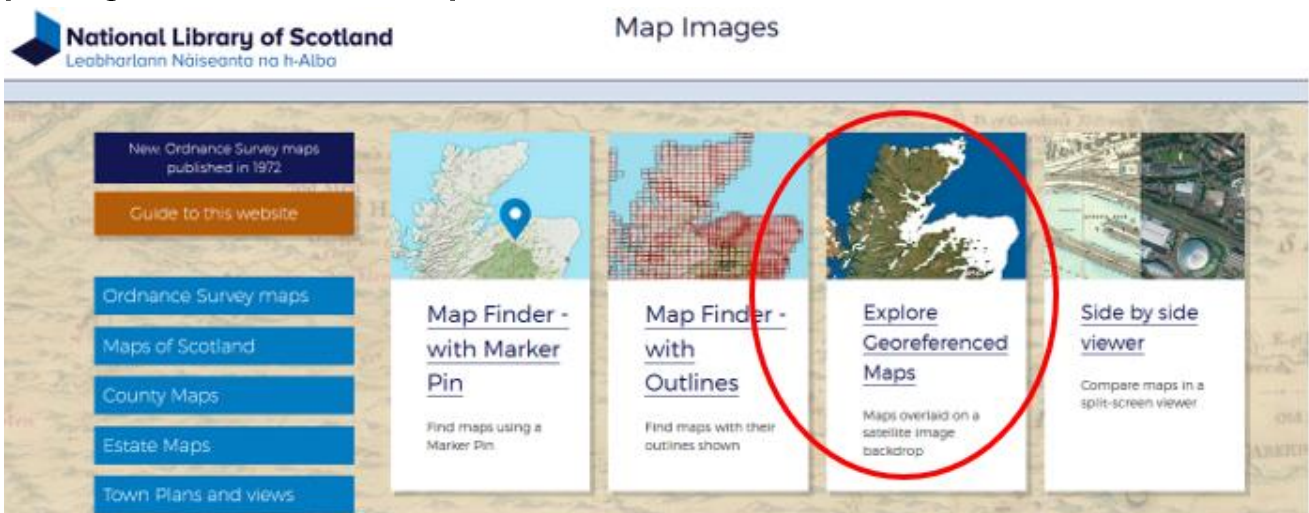 National Library of Scotland
Leabharlann Nàiseanta na h-Alba
Map Images
New: Ordnance Survey maps
published in 1972
Guide to this website
Ordnance Survey maps
Maps of Scotland
County Maps
Estate Maps
Town Plans and views
Map Finder -
with Marker
Pin
Find maps using a
Marker Pin
Map Finder -
with
Outlines
Find maps with their
outlines shown
Explore
Georeferenced
Maps
Maps overlaid on a
satellite image
backdrop
Side by side
viewer
Compare maps in a
split-screen viewer